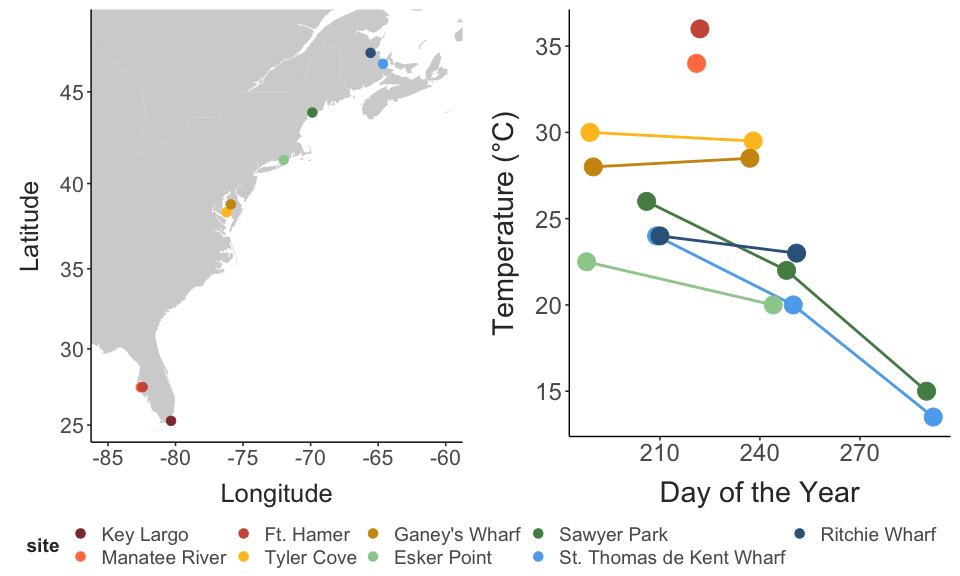 45
40
35
30
25
-85 -80 -75 -70 -65 -60
Latitude
Longitude
35
30
25
20
15
210 240 270
Temperature (°C)
Day of the Year
site
Key Largo Ft. Hamer Ganey's Wharf Sawyer Park Ritchie Wharf
Manatee River Tyler Cove Esker Point St. Thomas de Kent Wharf